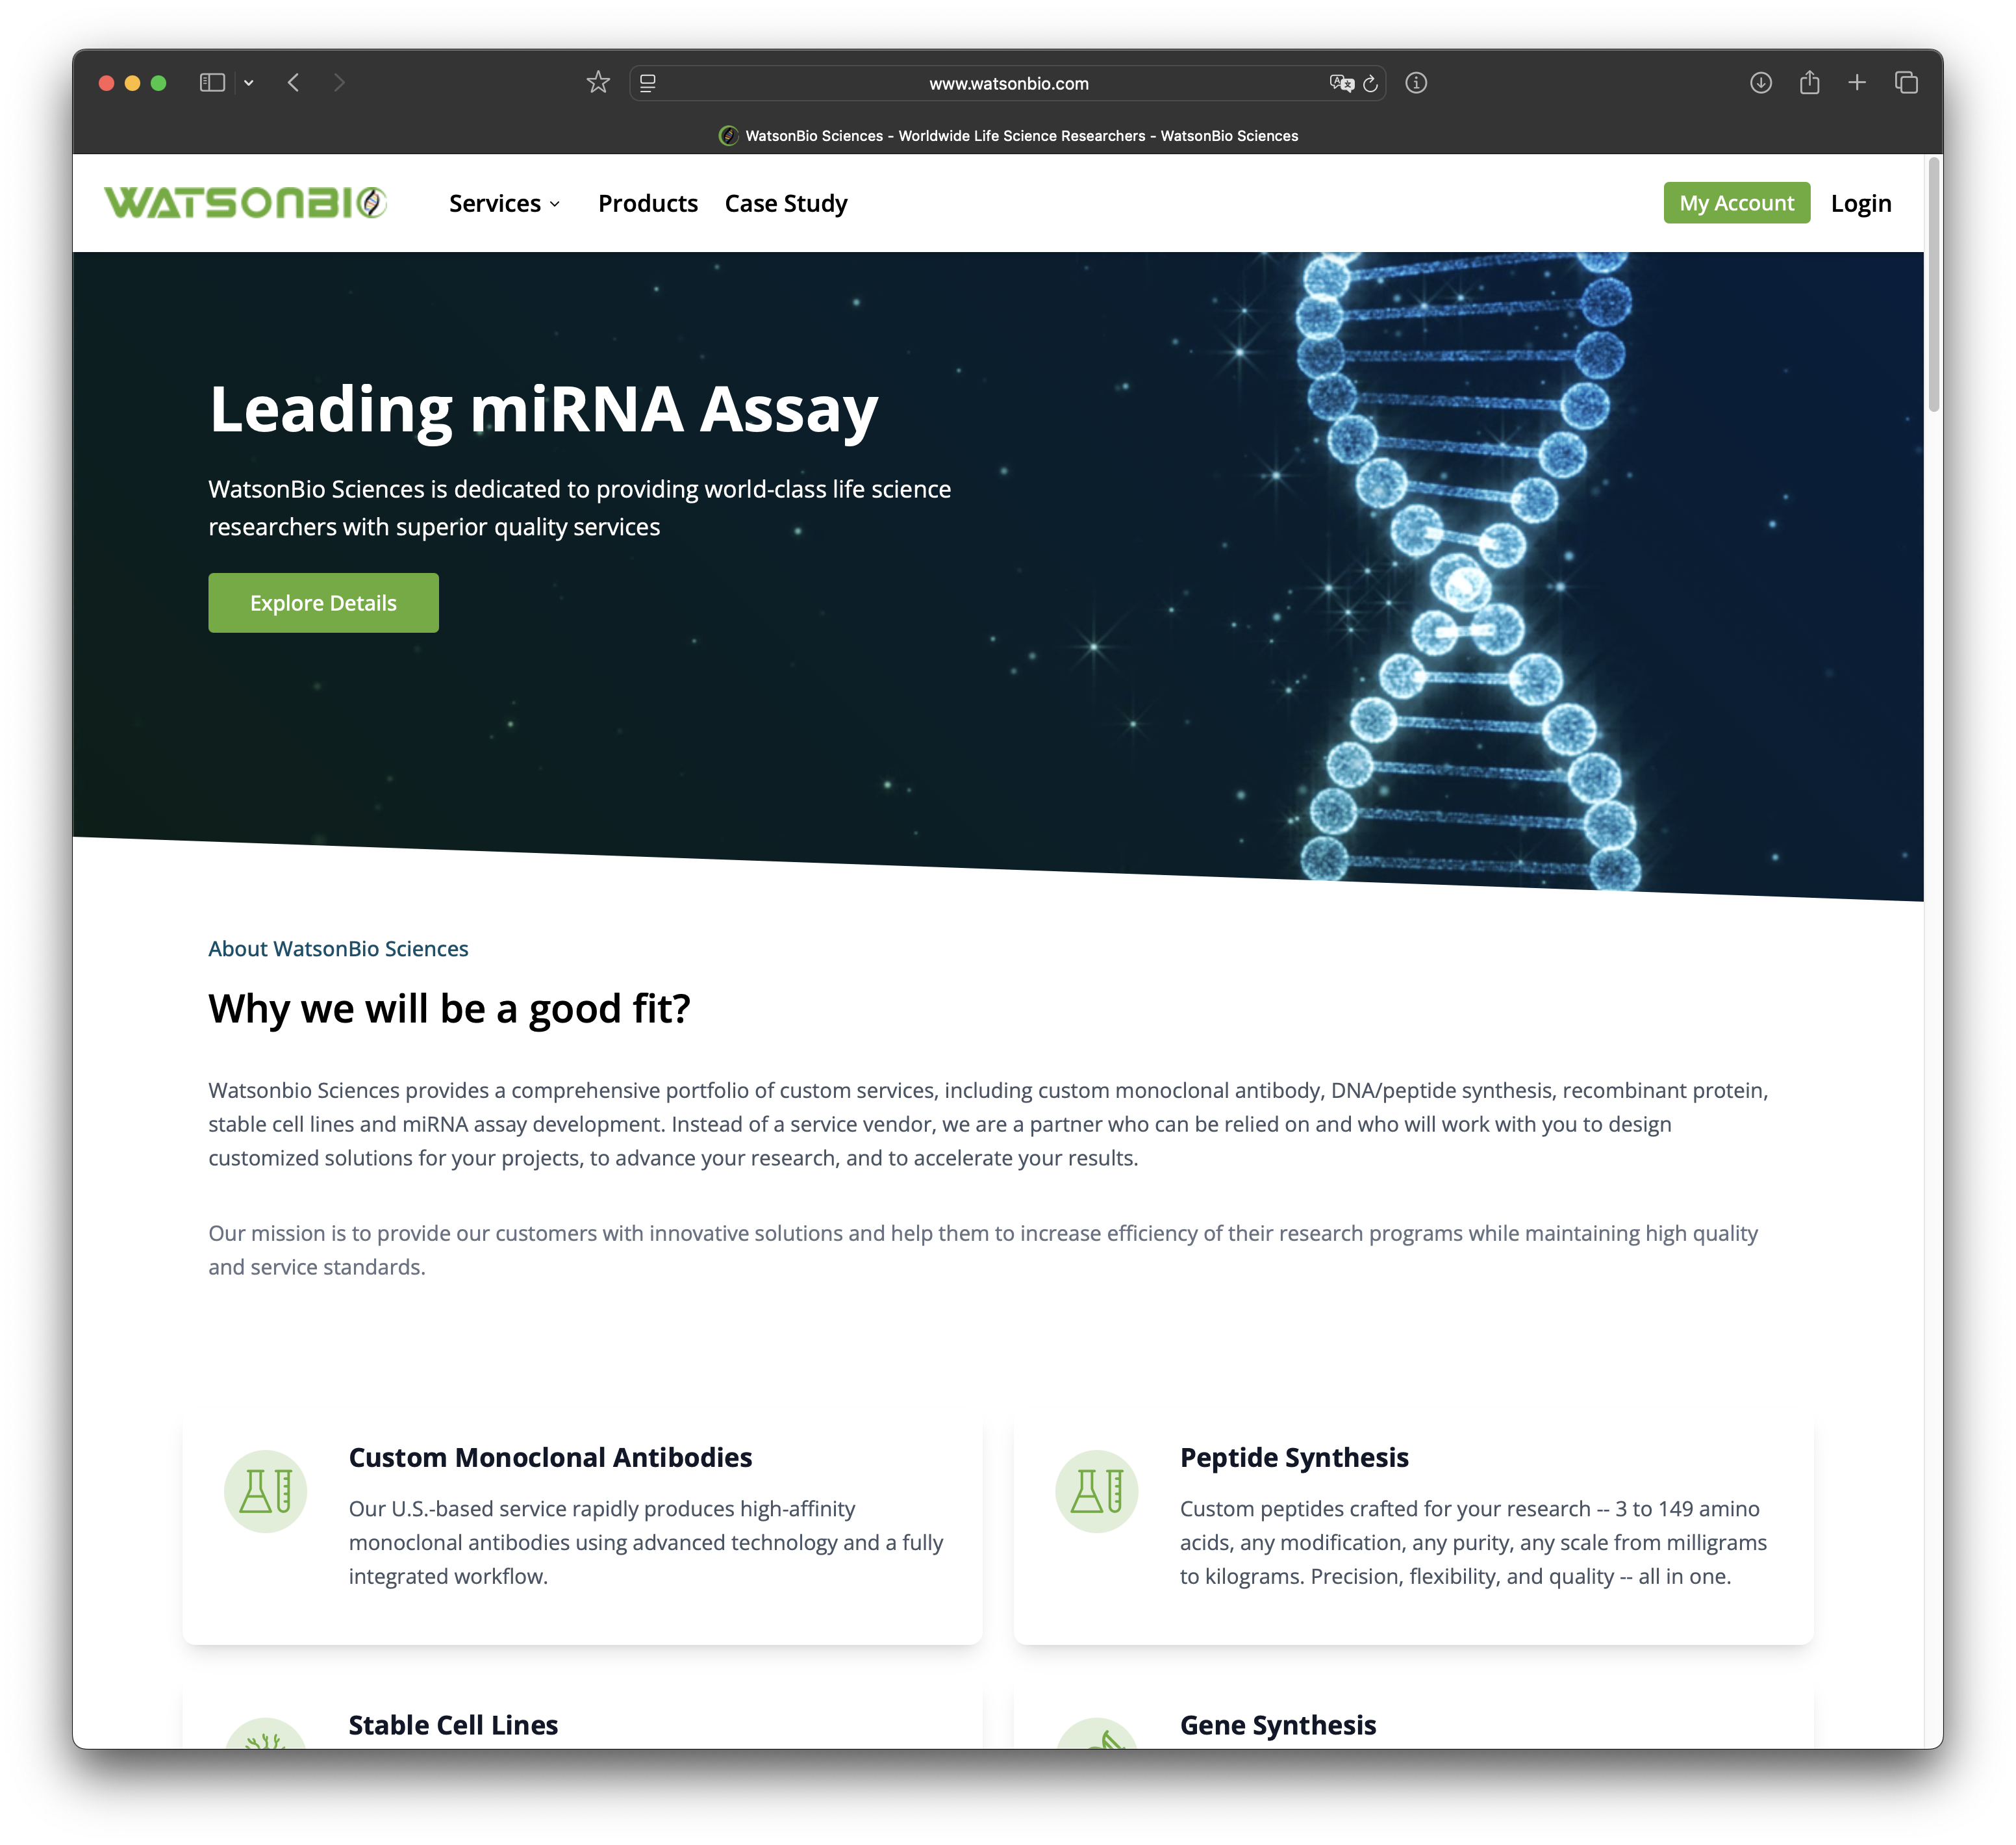 www.watsonbio.com
WatsonBio Sciences - Worldwide Life Science Researchers - WatsonBio Sciences
WATSONBIO
Services
Products
Case Study
My Account
Login
Leading miRNA Assay
WatsonBio Sciences is dedicated to providing world-class life science
researchers with superior quality services
Explore Details
About WatsonBio Sciences
Why we will be a good fit?
Watsonbio Sciences provides a comprehensive portfolio of custom services, including custom monoclonal antibody, DNA/peptide synthesis, recombinant protein,
stable cell lines and miRNA assay development. Instead of a service vendor, we are a partner who can be relied on and who will work with you to design
customized solutions for your projects, to advance your research, and to accelerate your results.
Our mission is to provide our customers with innovative solutions and help them to increase efficiency of their research programs while maintaining high quality
and service standards.
Custom Monoclonal Antibodies
Our U.S.-based service rapidly produces high-affinity
monoclonal antibodies using advanced technology and a fully
integrated workflow.
Peptide Synthesis
Custom peptides crafted for your research -- 3 to 149 amino
acids, any modification, any purity, any scale from milligrams
to kilograms. Precision, flexibility, and quality -- all in one.
Stable Cell Lines
Gene Synthesis